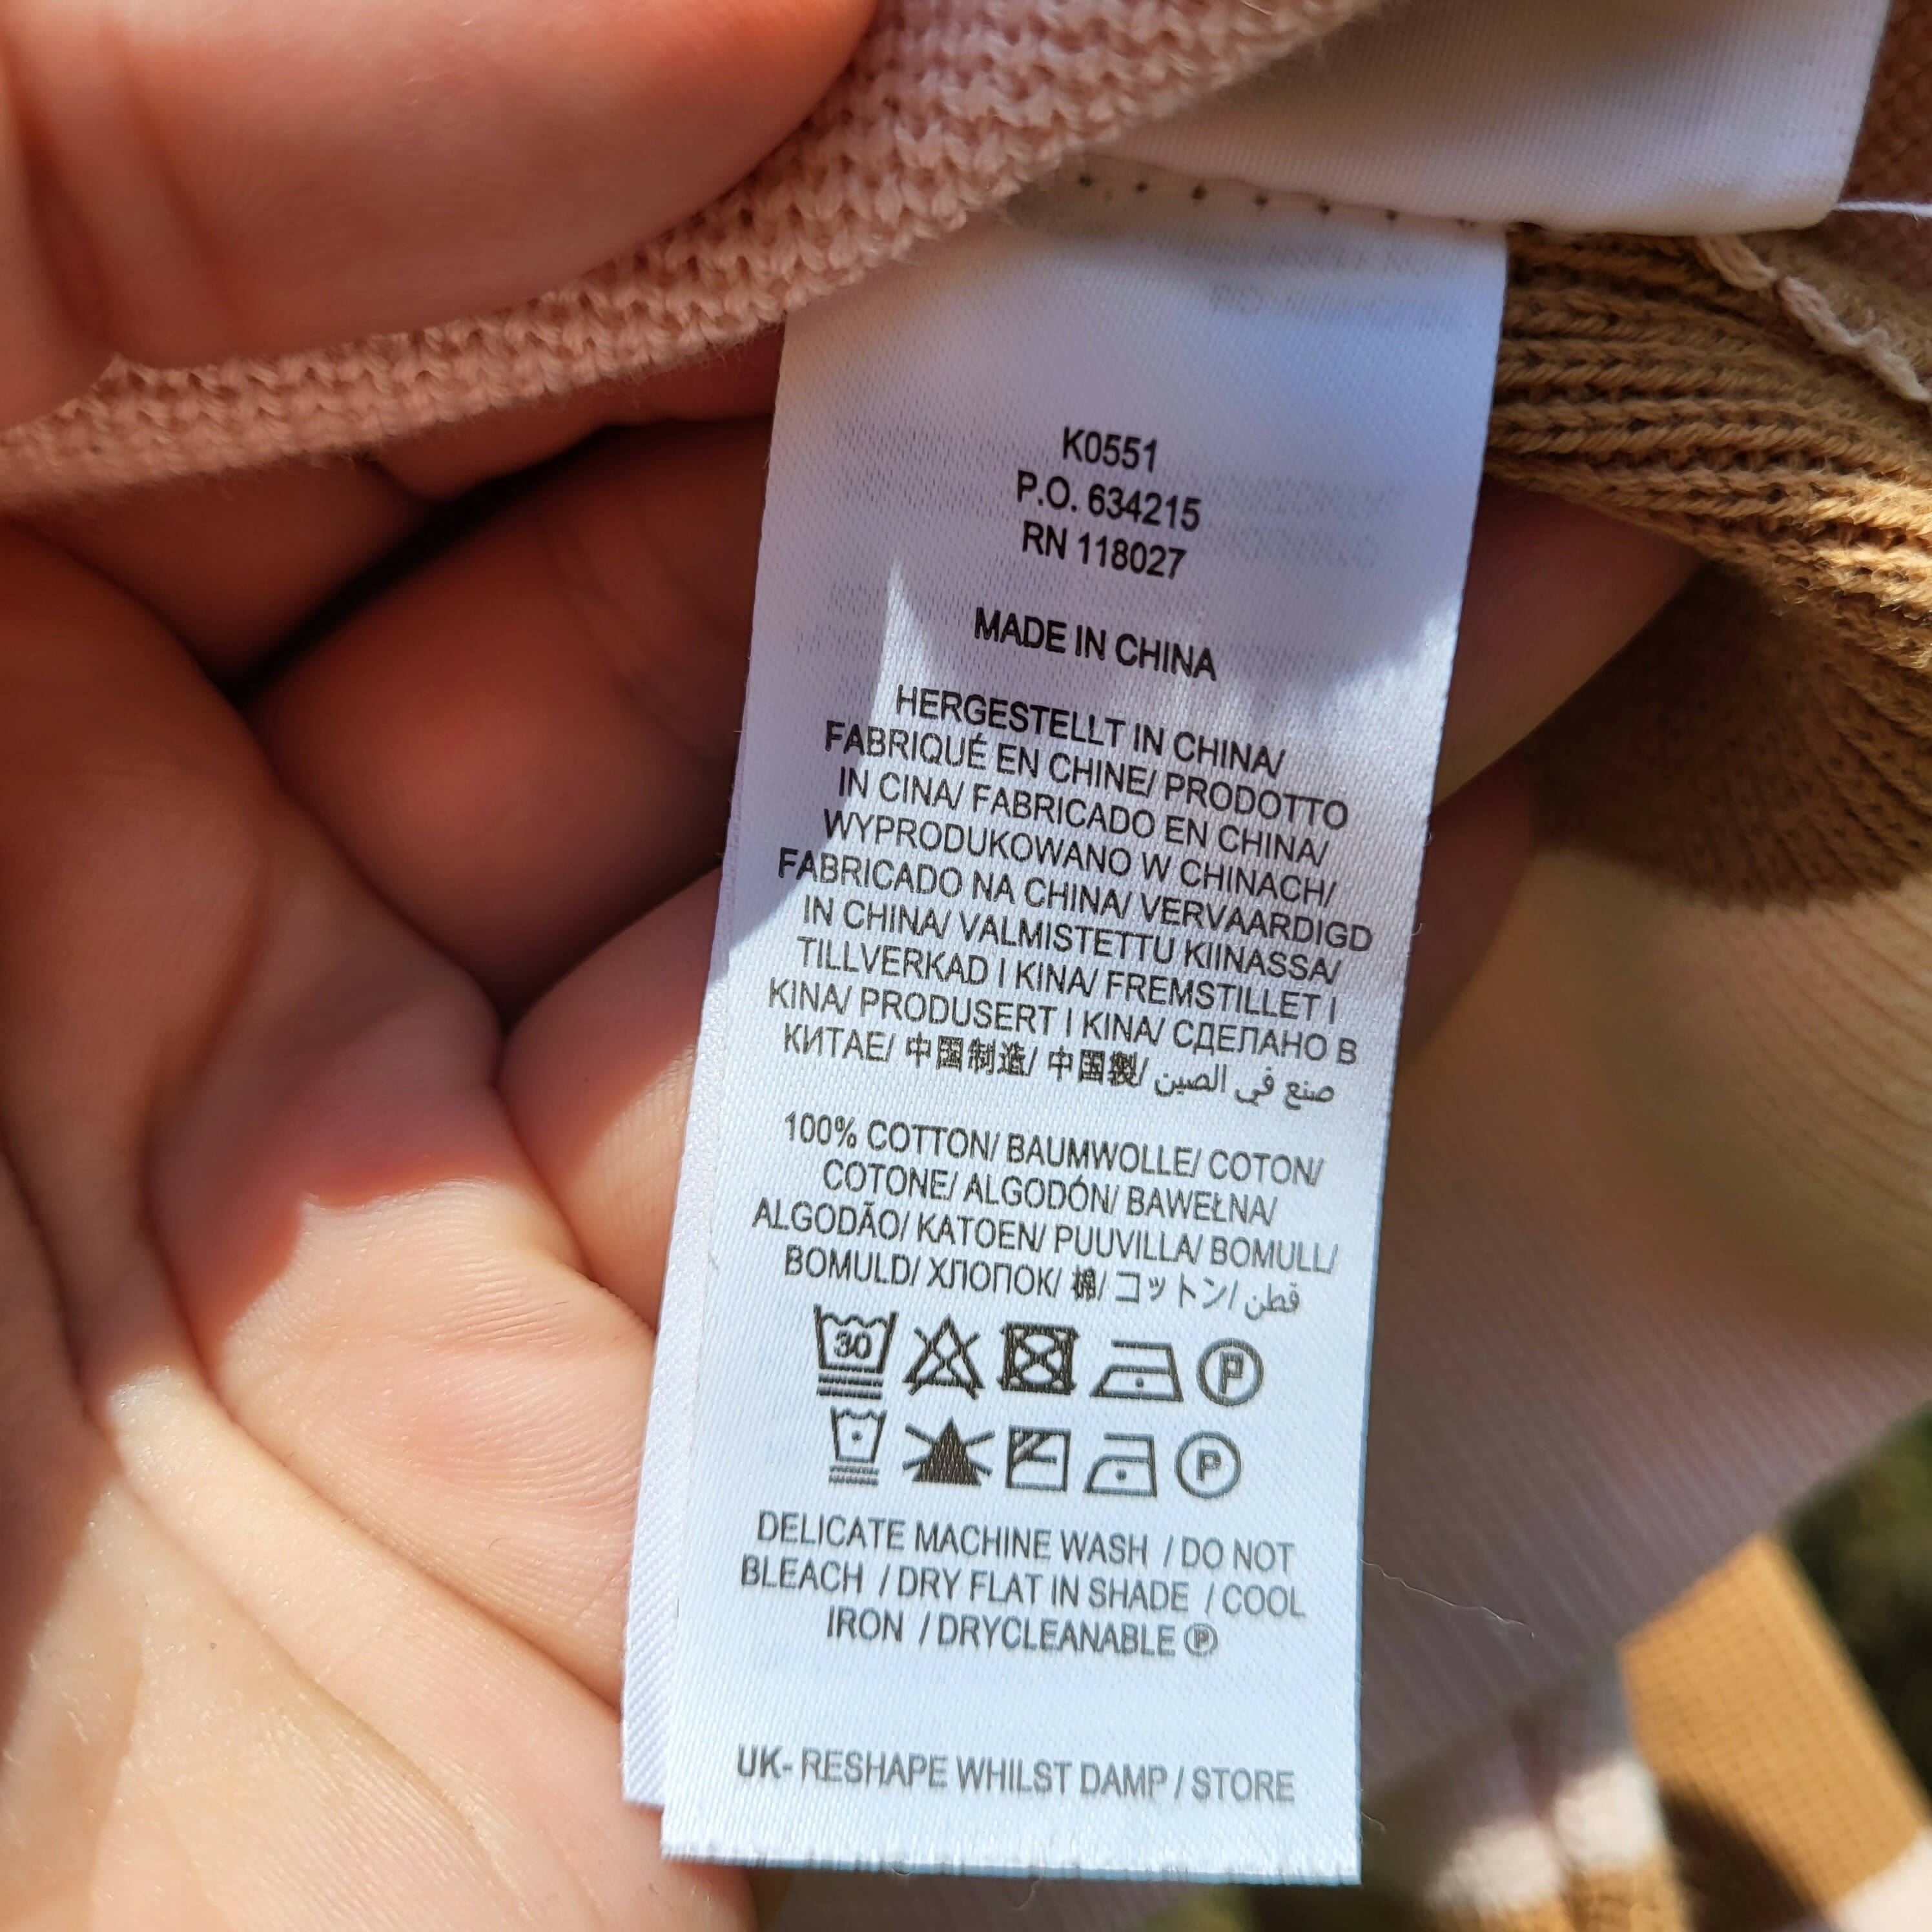 K0551
P.O. 634215
RN 118027
MADE IN CHINA
HERGESTELLT IN CHINA/
FABRIQUÉ EN CHINE/ PRODOTTO
IN CINA/ FABRICADO EN CHINA/
WYPRODUKOWANO W CHINACH/
FABRICADO NA CHINA/ VERVAARDIGD
IN CHINA/ VALMISTETTU KIINASSA/
TILLVERKAD I KINA/ FREMSTILLET I
KINA/ PRODUSERT I KINA/ СДЕЛАНО В
КИТАЕ/ 中国制造/ 中国製/ صنع في الصين
100% COTTON/ BAUMWOLLE/ COTON/
COTONE/ ALGODÓN/ BAWEŁNA/
ALGODÃO/ KATOEN/ PUUVILLA/ BOMULL/
BOMULD/ ХЛОПОК/ 棉/ コットン/ قطن
30 P
P
DELICATE MACHINE WASH / DO NOT
BLEACH / DRY FLAT IN SHADE / COOL
IRON / DRYCLEANABLE Ⓟ
UK- RESHAPE WHILST DAMP / STORE